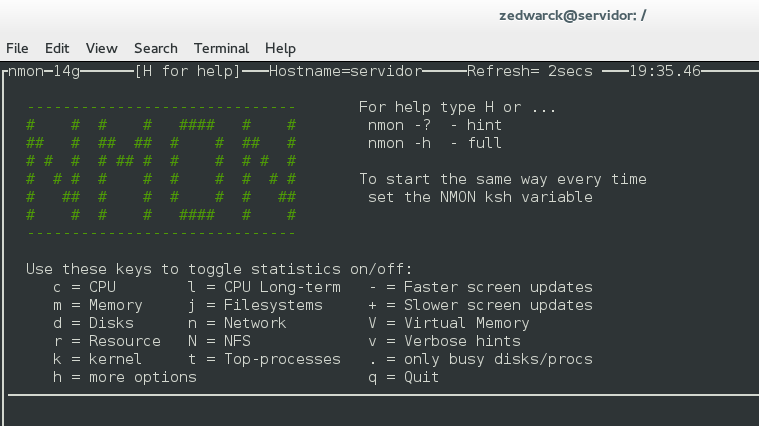 zedwarck@servidor: /
File Edit View Search Terminal Help
nmon-14g [H for help] Hostname=servidor Refresh= 2secs 19:35.46
NMON
For help type H or ...
nmon -? - hint
nmon -h - full
To start the same way every time
set the NMON ksh variable
Use these keys to toggle statistics on/off:
c = CPU l = CPU Long-term - = Faster screen updates
m = Memory j = Filesystems + = Slower screen updates
d = Disks n = Network V = Virtual Memory
r = Resource N = NFS v = Verbose hints
k = kernel t = Top-processes . = only busy disks/procs
h = more options q = Quit